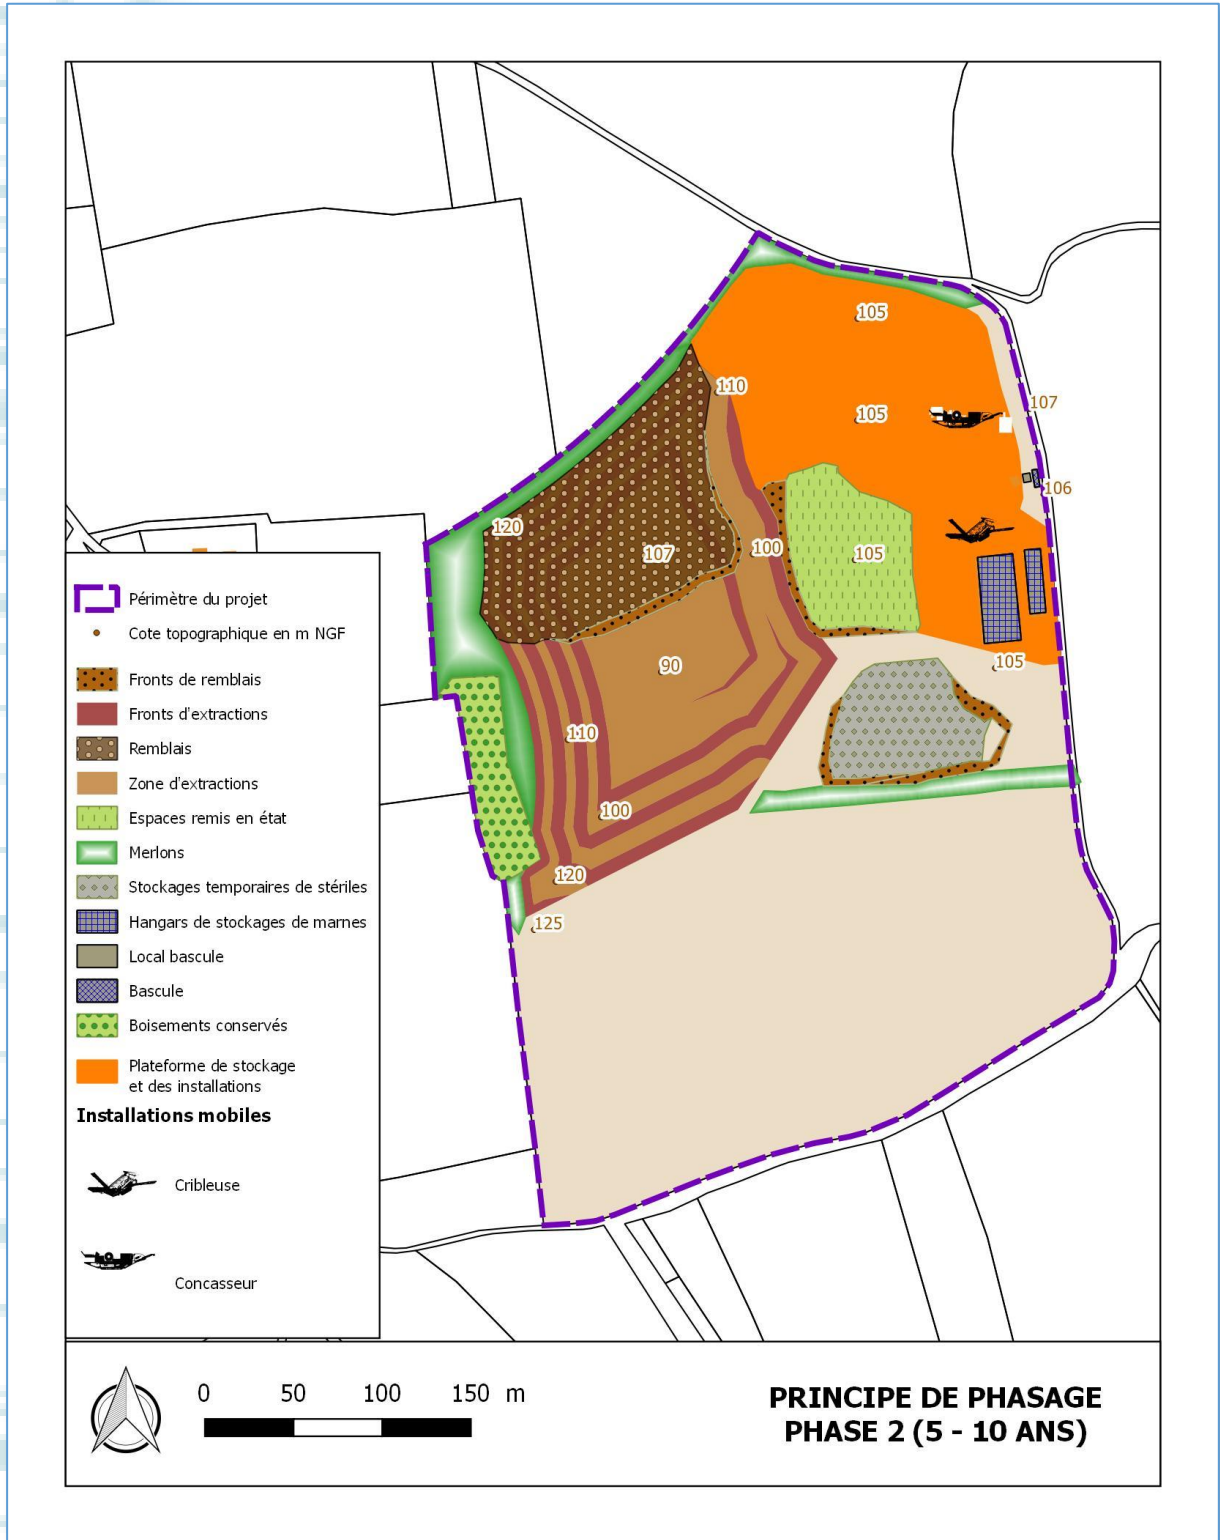 105
110
105
107
106
120
107
100
105
90
105
110
100
120
125
Périmètre du projet
Cote topographique en m NGF
Fronts de remblais
Fronts d'extractions
Remblais
Zone d'extractions
Espaces remis en état
Merlons
Stockages temporaires de stériles
Hangars de stockages de marnes
Local bascule
Bascule
Boisements conservés
Plateforme de stockage
et des installations
Installations mobiles
Cribleuse
Concasseur
0 50 100 150 m
PRINCIPE DE PHASAGE
PHASE 2 (5 - 10 ANS)